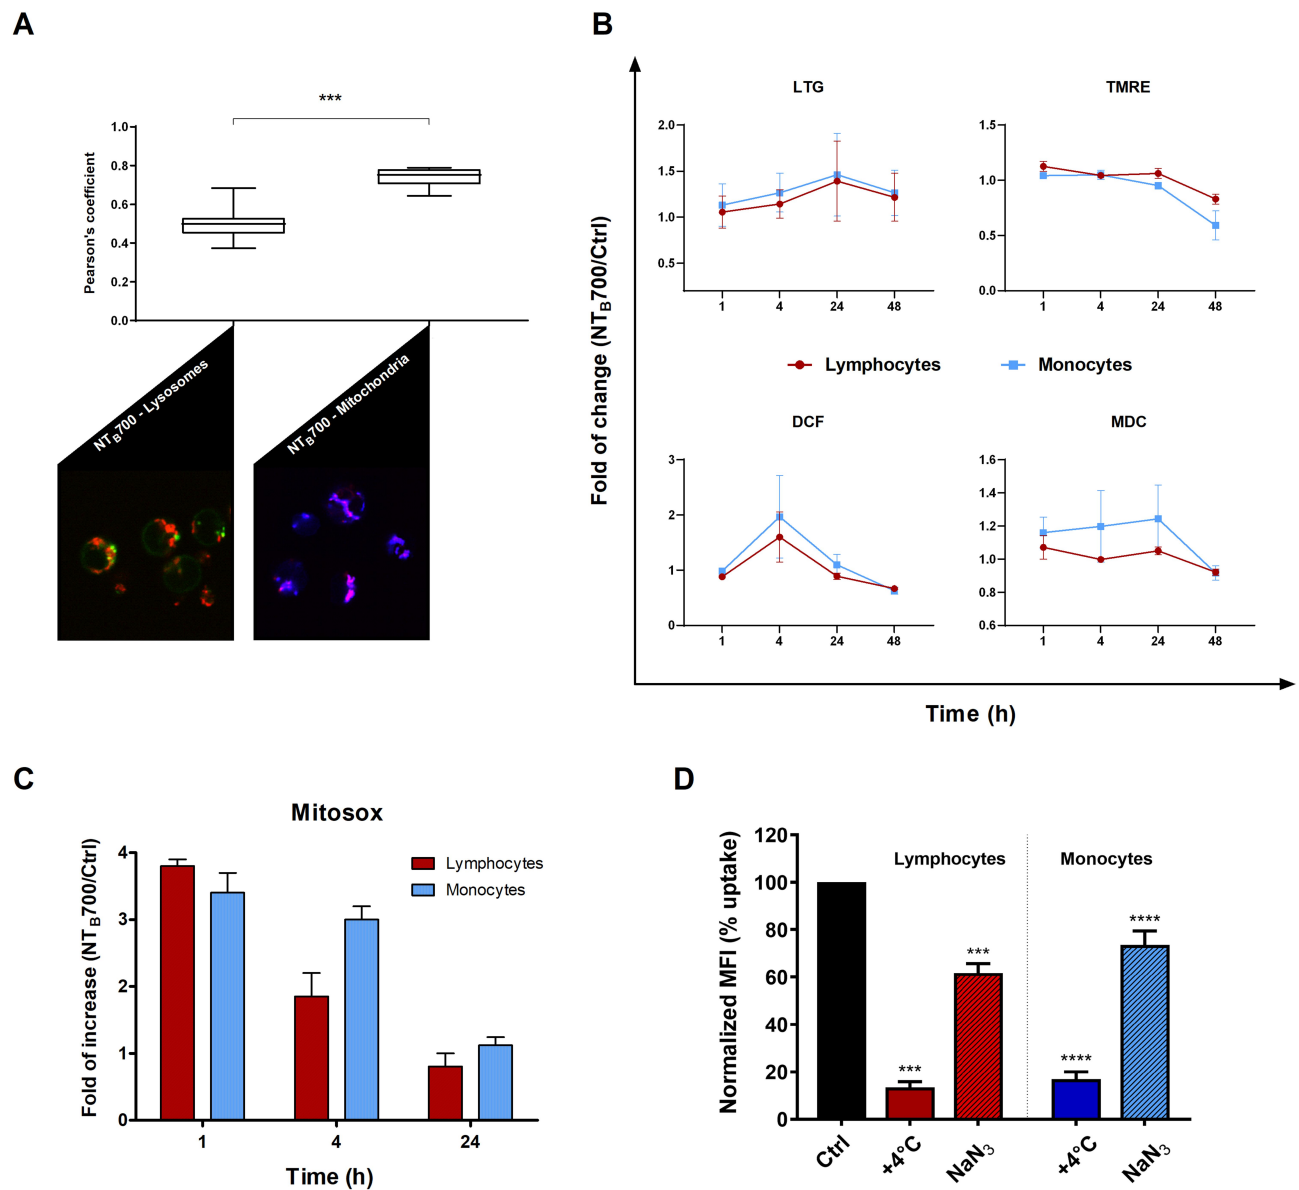 A
***
1.0
0.8
0.6
0.4
0.2
0.0
Pearson's coefficient
NTB700 - Lysosomes
NTB700 - Mitochondria
B
Fold of change (NTB700/Ctrl)
LTG
2.0
1.5
1.0
0.5
1 4 24 48
TMRE
1.5
1.0
0.5
0.0
1 4 24 48
Lymphocytes
Monocytes
DCF
3
2
1
0
1 4 24 48
MDC
1.6
1.4
1.2
1.0
0.8
0.6
1 4 24 48
Time (h)
C
Mitosox
Fold of increase (NTB700/Ctrl)
4
3
2
1
0
Lymphocytes
Monocytes
1 4 24
Time (h)
D
Normalized MFI (% uptake)
120
100
80
60
40
20
0
Lymphocytes
Monocytes
***
***
****
****
Ctrl
+4°C
NaN3
+4°C
NaN3